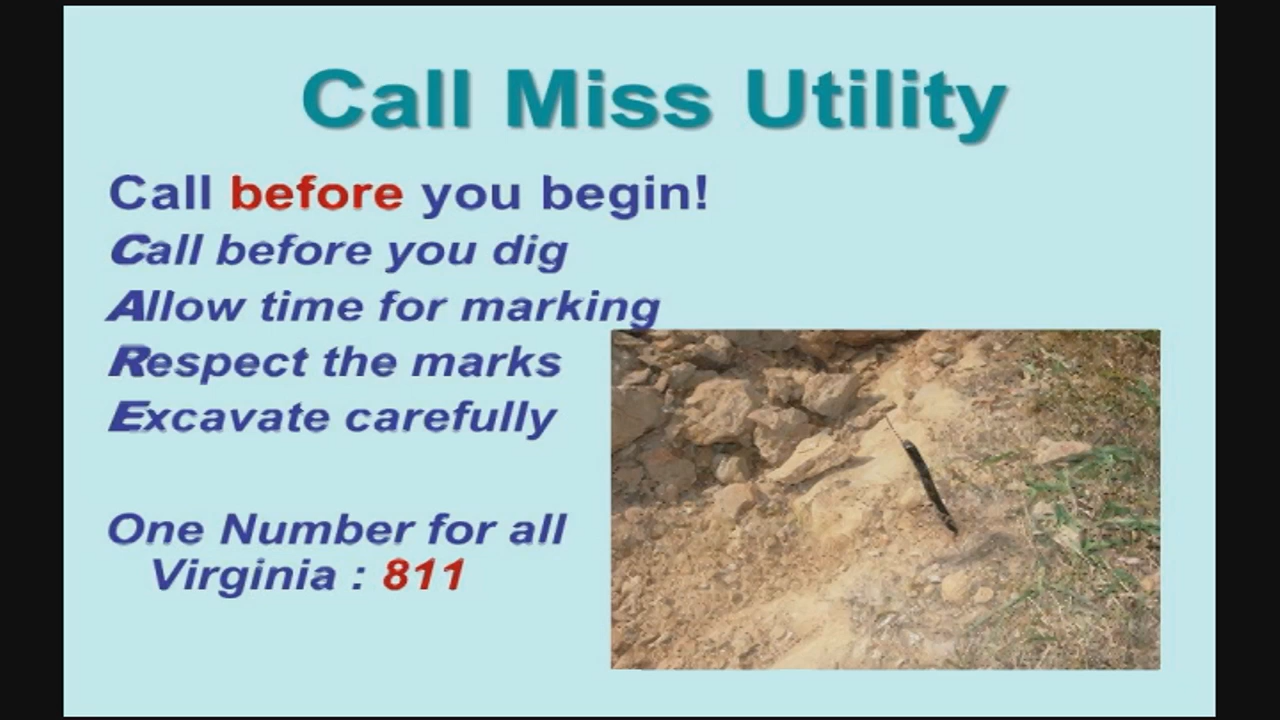 Call Miss Utility
Call before you begin!
Call before you dig
Allow time for marking
Respect the marks
Excavate carefully
One Number for all
Virginia : 811